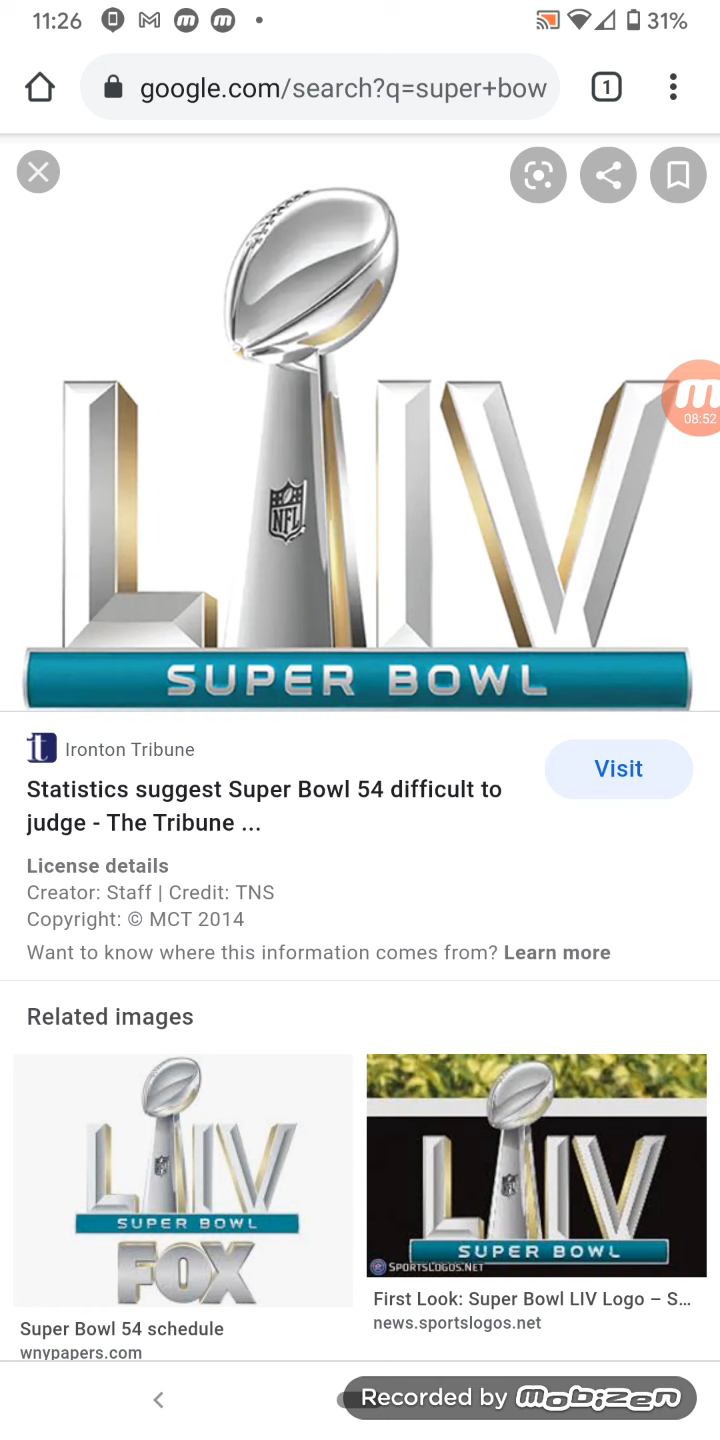 11:26
31%
google.com/search?q=super+bow
1
08:52
NFL
LIV
SUPER BOWL
Ironton Tribune
Visit
Statistics suggest Super Bowl 54 difficult to
judge - The Tribune ...
License details
Creator: Staff | Credit: TNS
Copyright: © MCT 2014
Want to know where this information comes from? Learn more
Related images
LIV
SUPER BOWL
FOX
LIV
SUPER BOWL
SPORTSLOGOS.NET
Super Bowl 54 schedule
wnypapers.com
First Look: Super Bowl LIV Logo – S...
news.sportslogos.net
Recorded by mobizen